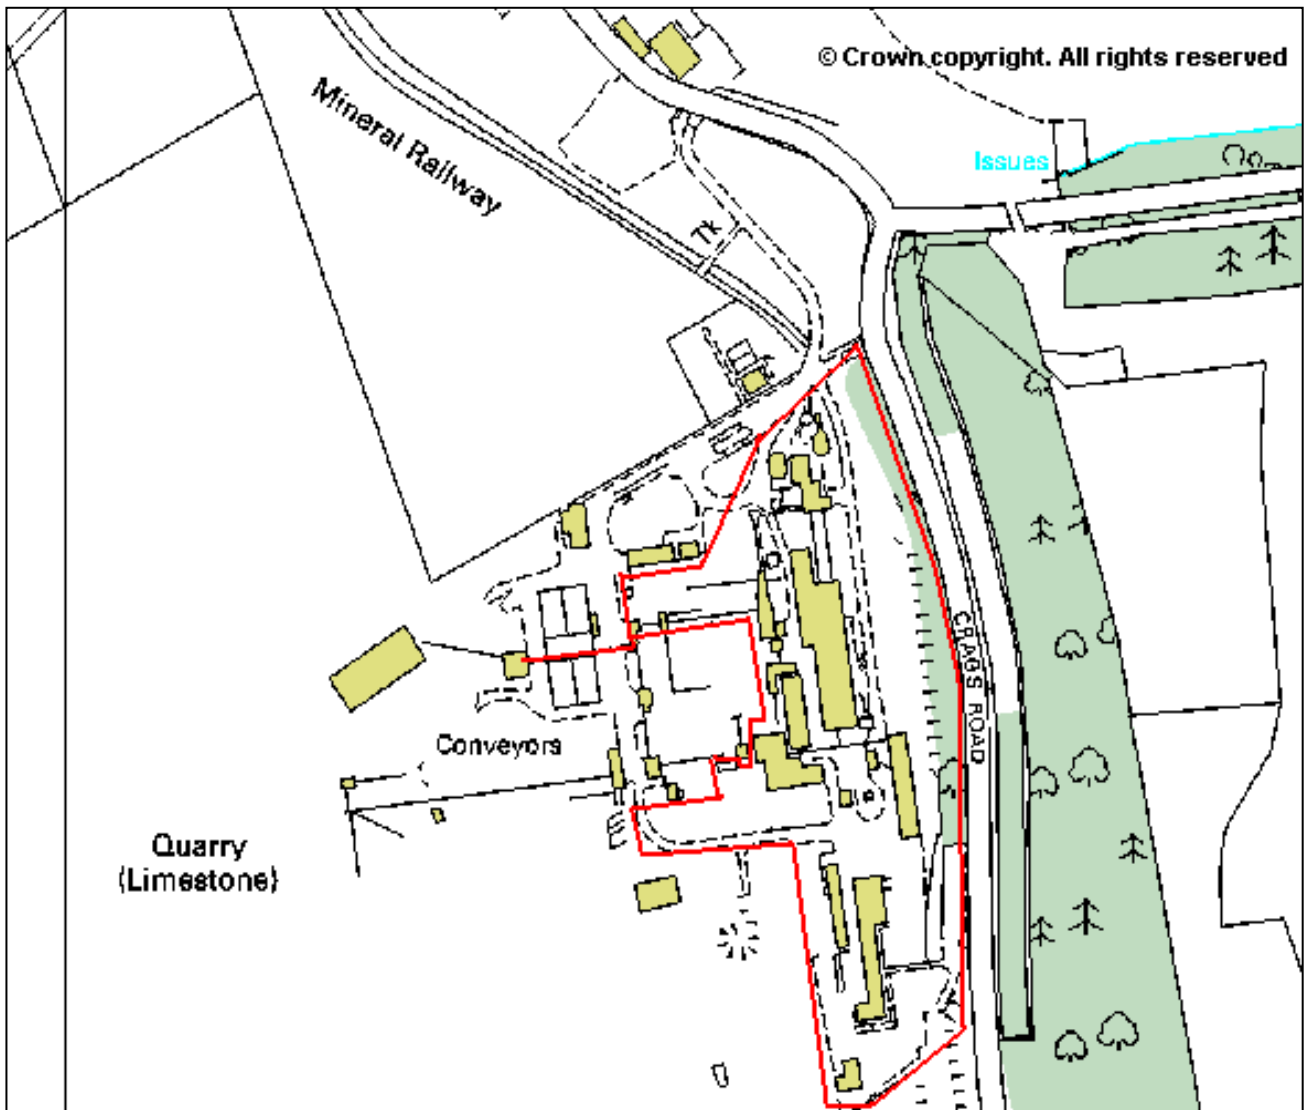 © Crown copyright. All rights reserved
Mineral Railway
Issues
Tk
CRAGS ROAD
Conveyors
Quarry
(Limestone)